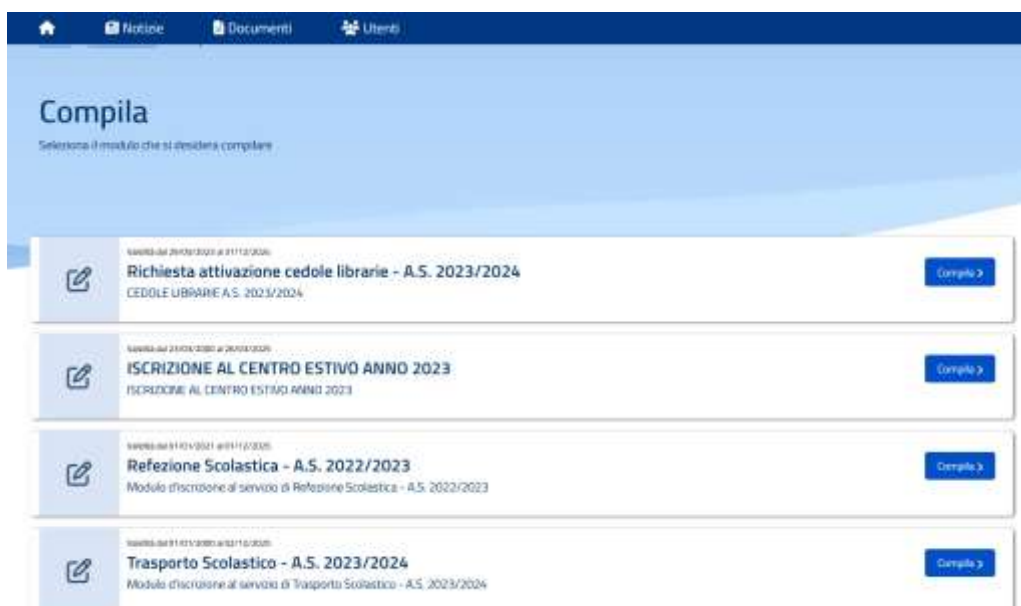 Notizie Documenti Utenti
Compila
Seleziona il modulo che si desidera compilare
Richiesta attivazione cedole librarie - A.S. 2023/2024
CEDOLE LIBRARIE A.S. 2023/2024
Compila
ISCRIZIONE AL CENTRO ESTIVO ANNO 2023
ISCRIZIONE AL CENTRO ESTIVO ANNO 2023
Compila
Refezione Scolastica - A.S. 2022/2023
Modulo d'iscrizione al servizio di Refezione Scolastica - A.S. 2022/2023
Compila
Trasporto Scolastico - A.S. 2023/2024
Modulo d'iscrizione al servizio di Trasporto Scolastico - A.S. 2023/2024
Compila